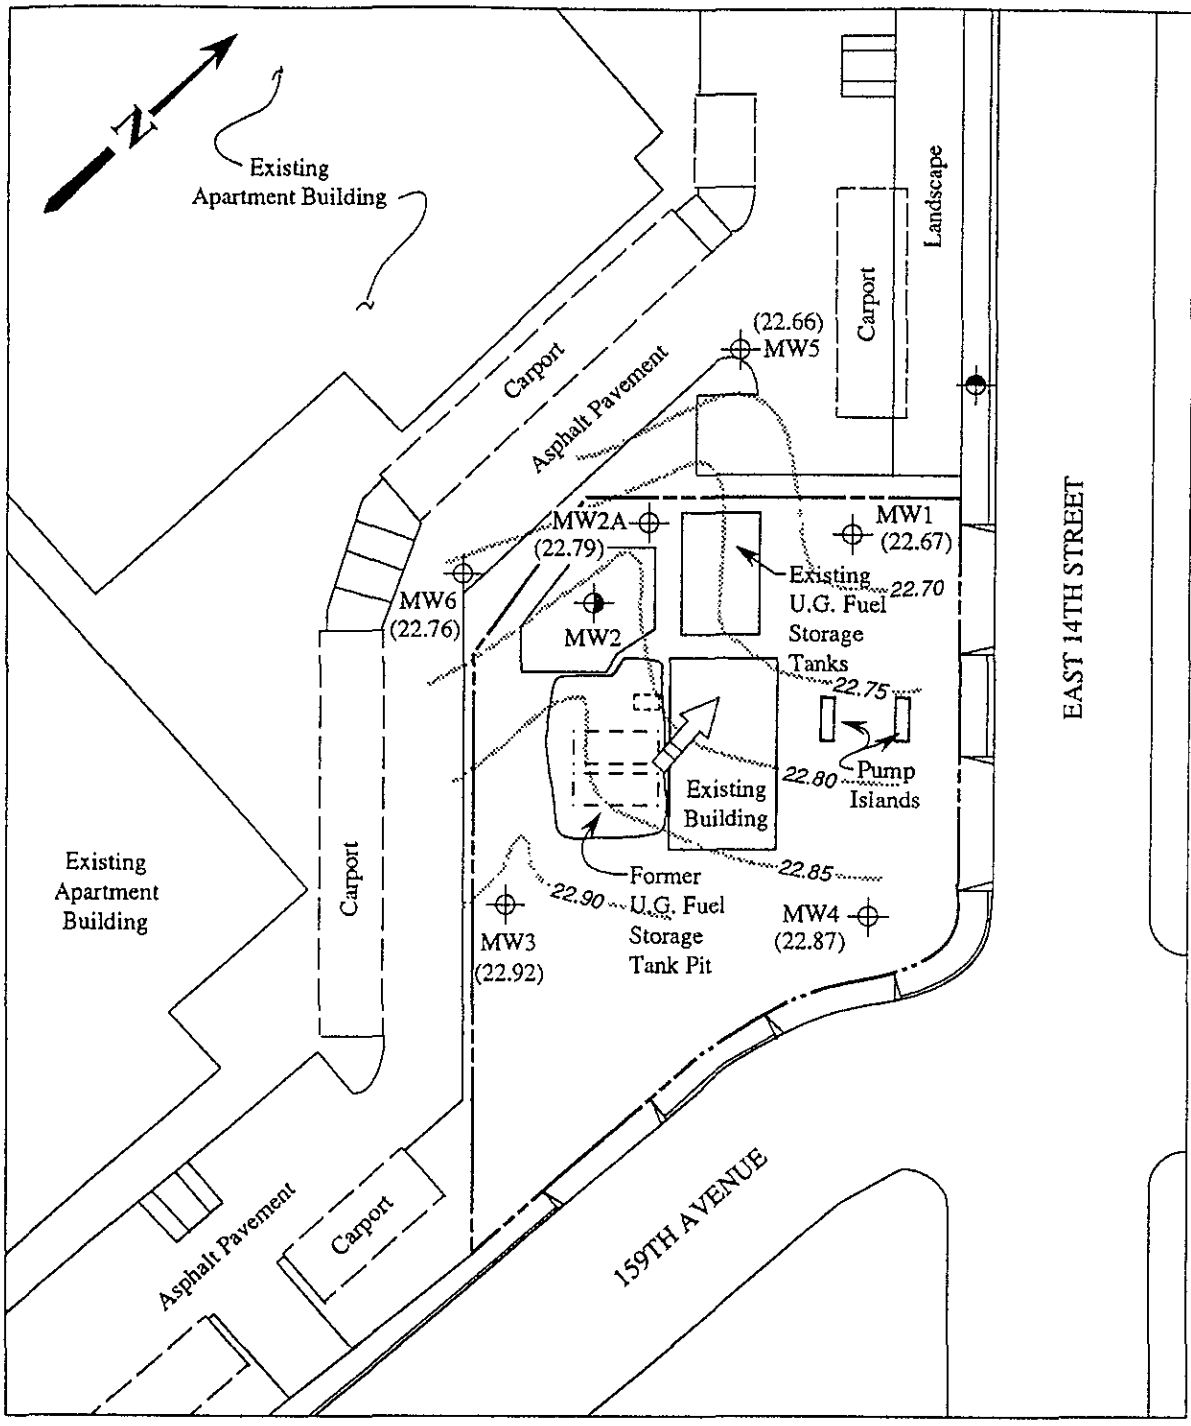 N
Existing
Apartment Building
Landscape
Carport
(22.66)
MW5
Carport
Asphalt Pavement
MW2A
(22.79)
MW1
(22.67)
EAST 14TH STREET
Existing
U.G. Fuel
Storage
Tanks
22.70
MW6
(22.76)
MW2
22.75
22.80
Pump
Islands
Existing
Building
Existing
Apartment
Building
Carport
22.85
Former
U.G. Fuel
Storage
Tank Pit
22.90
MW3
(22.92)
MW4
(22.87)
159TH AVENUE
Asphalt Pavement
Carport